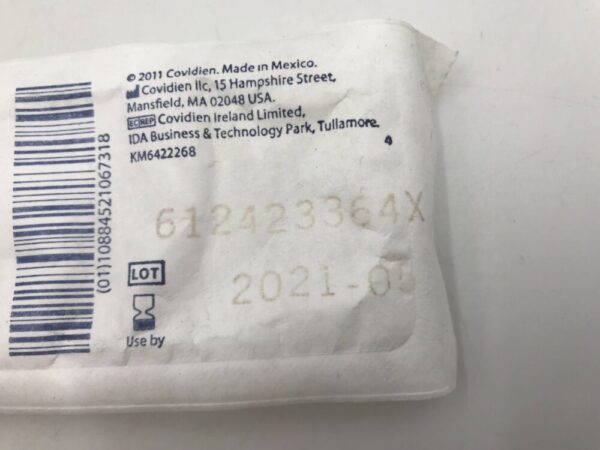 © 2011 Covidien. Made in Mexico.
Covidien llc, 15 Hampshire Street,
Mansfield, MA 02048 USA.
EC REP Covidien Ireland Limited,
IDA Business & Technology Park, Tullamore.
KM6422268
4
(01)10884521067318
612423364X
LOT
2021-05
Use by